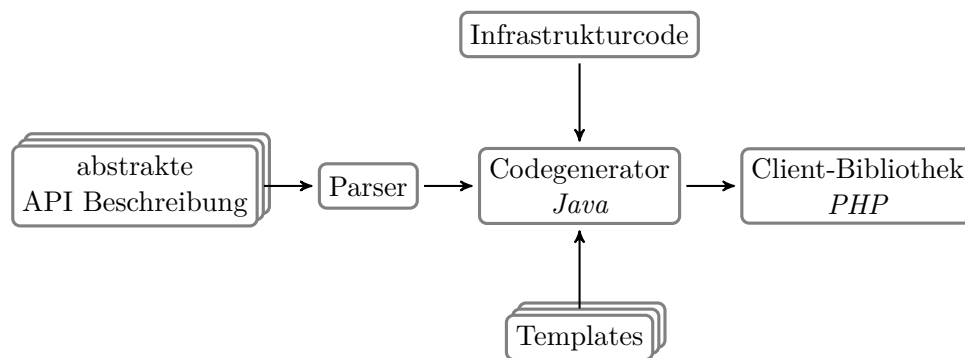 Infrastrukturcode
abstrakte
API Beschreibung
Parser
Codegenerator
Java
Client-Bibliothek
PHP
Templates